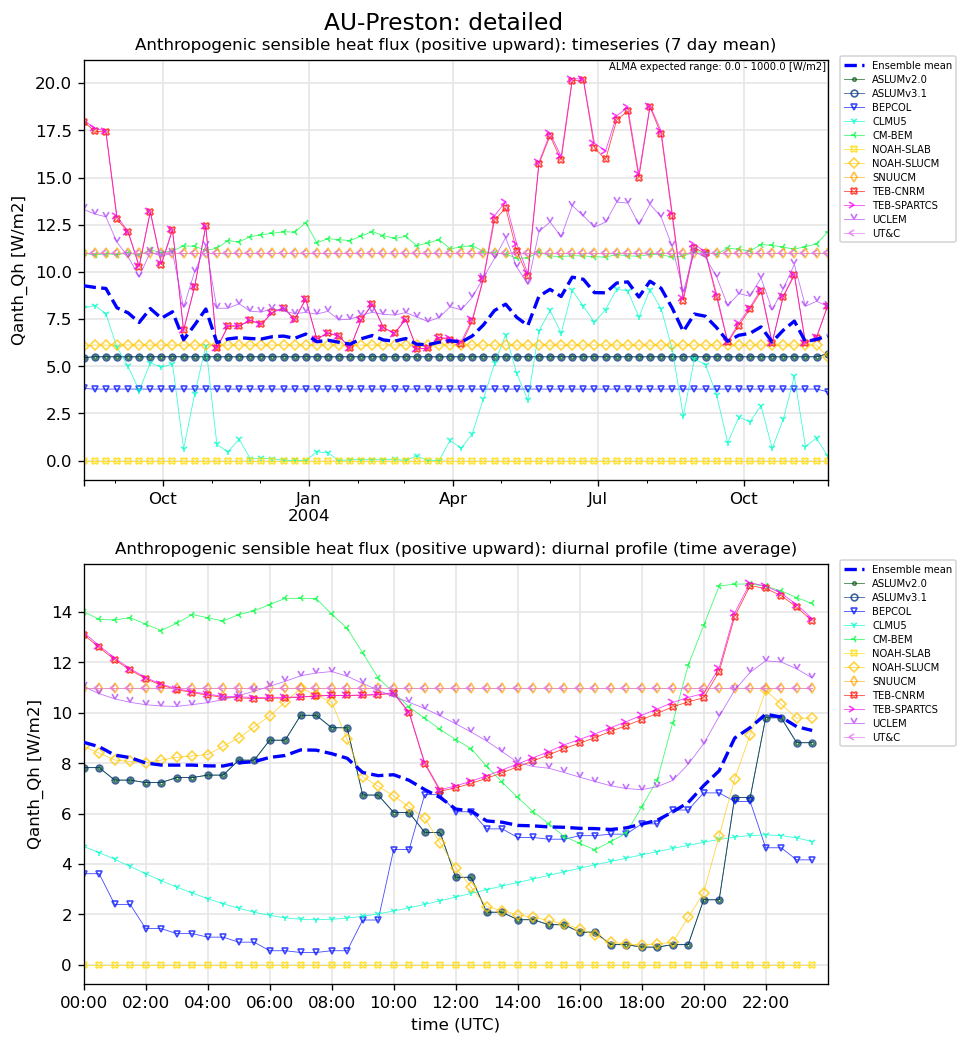 AU-Preston: detailed
Anthropogenic sensible heat flux (positive upward): timeseries (7 day mean)
ALMA expected range: 0.0 - 1000.0 [W/m2]
Qanth_Qh [W/m2]
20.0
17.5
15.0
12.5
10.0
7.5
5.0
2.5
0.0
Oct
Jan
2004
Apr
Jul
Oct
Ensemble mean
ASLUMv2.0
ASLUMv3.1
BEPCOL
CLMU5
CM-BEM
NOAH-SLAB
NOAH-SLUCM
SNUUCM
TEB-CNRM
TEB-SPARTCS
UCLEM
UT&C
Anthropogenic sensible heat flux (positive upward): diurnal profile (time average)
Qanth_Qh [W/m2]
14
12
10
8
6
4
2
0
00:00
02:00
04:00
06:00
08:00
10:00
12:00
14:00
16:00
18:00
20:00
22:00
time (UTC)
Ensemble mean
ASLUMv2.0
ASLUMv3.1
BEPCOL
CLMU5
CM-BEM
NOAH-SLAB
NOAH-SLUCM
SNUUCM
TEB-CNRM
TEB-SPARTCS
UCLEM
UT&C